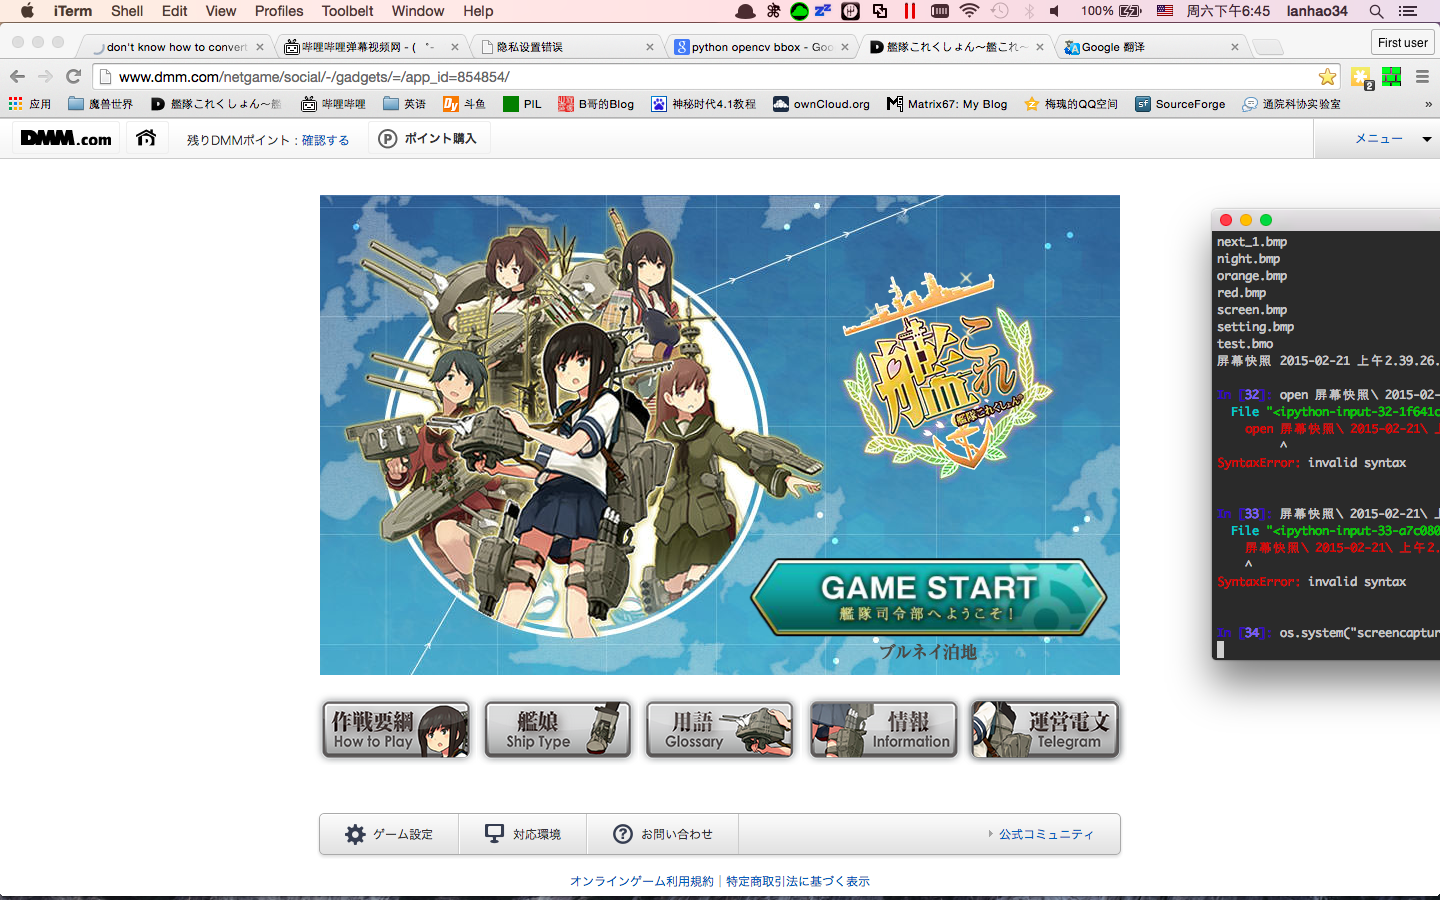 iTerm Shell Edit View Profiles Toolbelt Window Help 100% 周六下午6:45 lanhao34
don't know how to convert
哔哩哔哩弹幕视频网 - ( ゜-
隐私设置错误
python opencv bbox - Goo
艦隊これくしょん～艦これ～
Google 翻译
First user
www.dmm.com/netgame/social/-/gadgets/=/app_id=854854/
2
应用 魔兽世界 艦隊これくしょん～艦 哔哩哔哩 英语 斗鱼 PIL B哥的Blog 神秘时代4.1教程 ownCloud.org Matrix67: My Blog 梅瑰的QQ空间 SourceForge 通院科协实验室 »
DMM.com 残りDMMポイント：確認する ポイント購入 メニュー
艦これ
艦隊これくしょん
GAME START
艦隊司令部へようこそ！
ブルネイ泊地
作戦要綱
How to Play
艦娘
Ship Type
用語
Glossary
情報
Information
運営電文
Telegram
ゲーム設定 対応環境 お問い合わせ 公式コミュニティ
オンラインゲーム利用規約｜特定商取引法に基づく表示
next_1.bmp
night.bmp
orange.bmp
red.bmp
screen.bmp
setting.bmp
test.bmo
屏幕快照 2015-02-21 上午2.39.26.
In [32]: open 屏幕快照\ 2015-02-
File "<ipython-input-32-1f641c
open 屏幕快照\ 2015-02-21\ 上
^
SyntaxError: invalid syntax
In [33]: 屏幕快照\ 2015-02-21\ 上
File "<ipython-input-33-a7c080
屏幕快照\ 2015-02-21\ 上午2.
^
SyntaxError: invalid syntax
In [34]: os.system("screencaptur